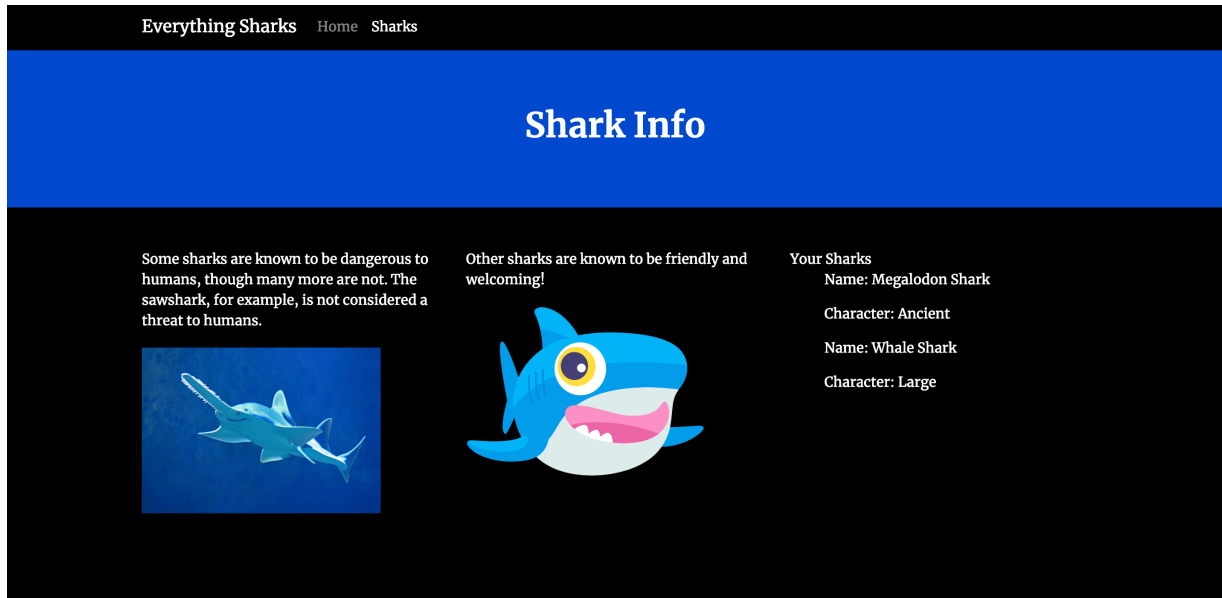 Everything Sharks Home Sharks
Shark Info
Some sharks are known to be dangerous to
humans, though many more are not. The
sawshark, for example, is not considered a
threat to humans.
Other sharks are known to be friendly and
welcoming!
Your Sharks
Name: Megalodon Shark
Character: Ancient
Name: Whale Shark
Character: Large